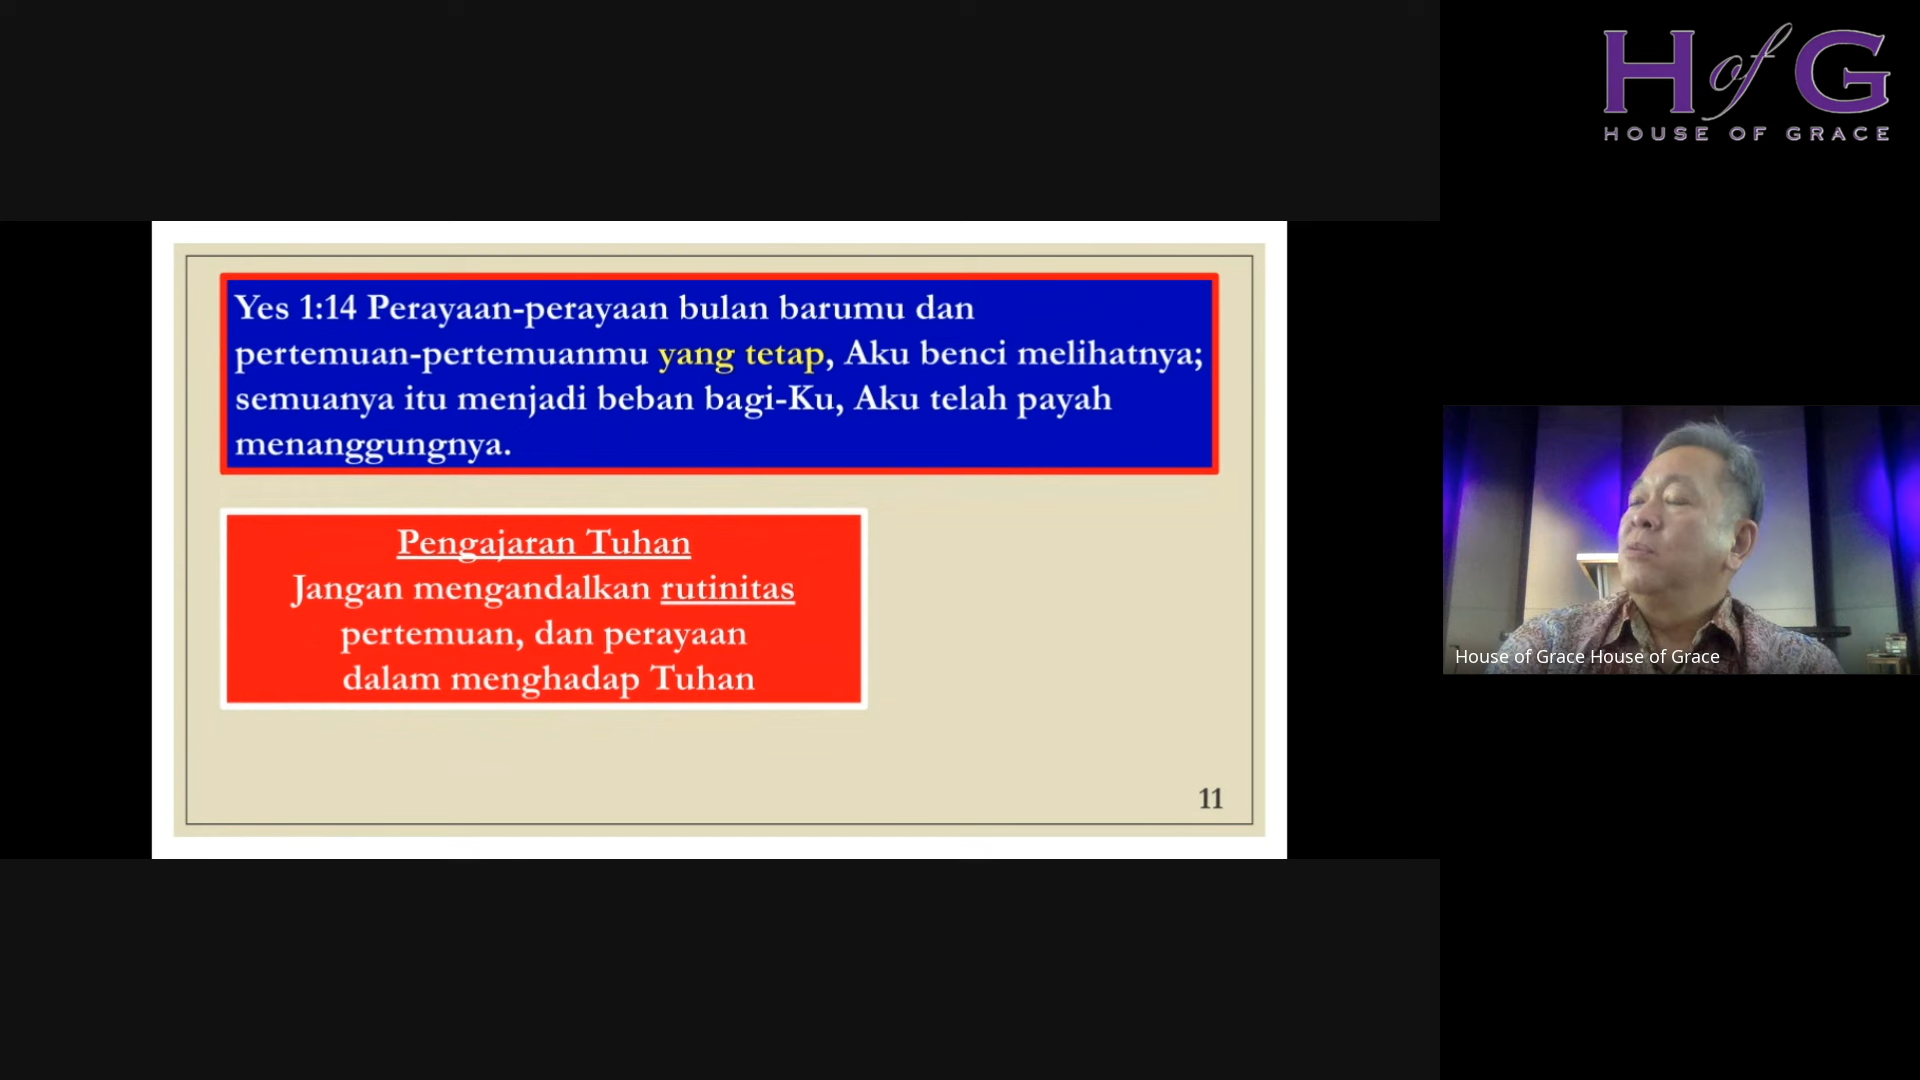 H of G
HOUSE OF GRACE
Yes 1:14 Perayaan-perayaan bulan barumu dan
pertemuan-pertemuanmu yang tetap, Aku benci melihatnya;
semuanya itu menjadi beban bagi-Ku, Aku telah payah
menanggungnya.
Pengajaran Tuhan
Jangan mengandalkan rutinitas
pertemuan, dan perayaan
dalam menghadap Tuhan
11
House of Grace House of Grace